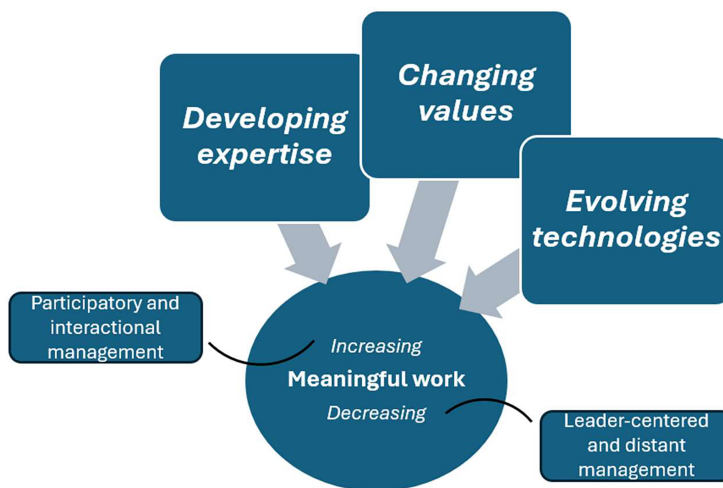 Changing
values
Developing
expertise
Evolving
technologies
Participatory and
interactional
management
Increasing
Meaningful work
Decreasing
Leader-centered
and distant
management